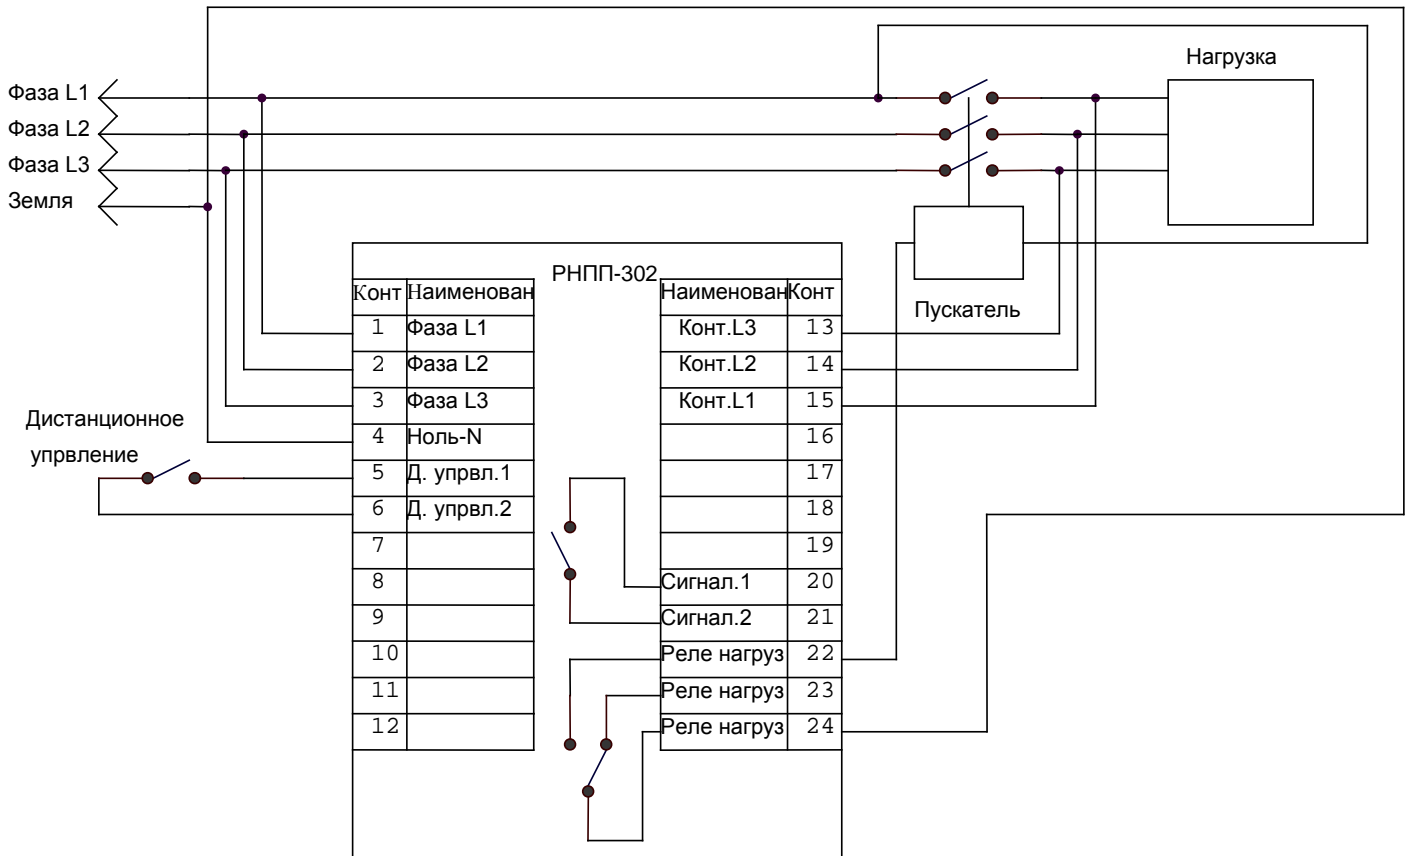 Нагрузка
Фаза L1
Фаза L2
Фаза L3
Земля
РНПП-302
Пускатель
Конт Наименован
1 Фаза L1
2 Фаза L2
3 Фаза L3
4 Ноль-N
5 Д. упрвл.1
6 Д. упрвл.2
7
8
9
10
11
12
Наименован Конт
Конт.L3 13
Конт.L2 14
Конт.L1 15
16
17
18
19
Сигнал.1 20
Сигнал.2 21
Реле нагруз 22
Реле нагруз 23
Реле нагруз 24
Дистанционное
упрвление